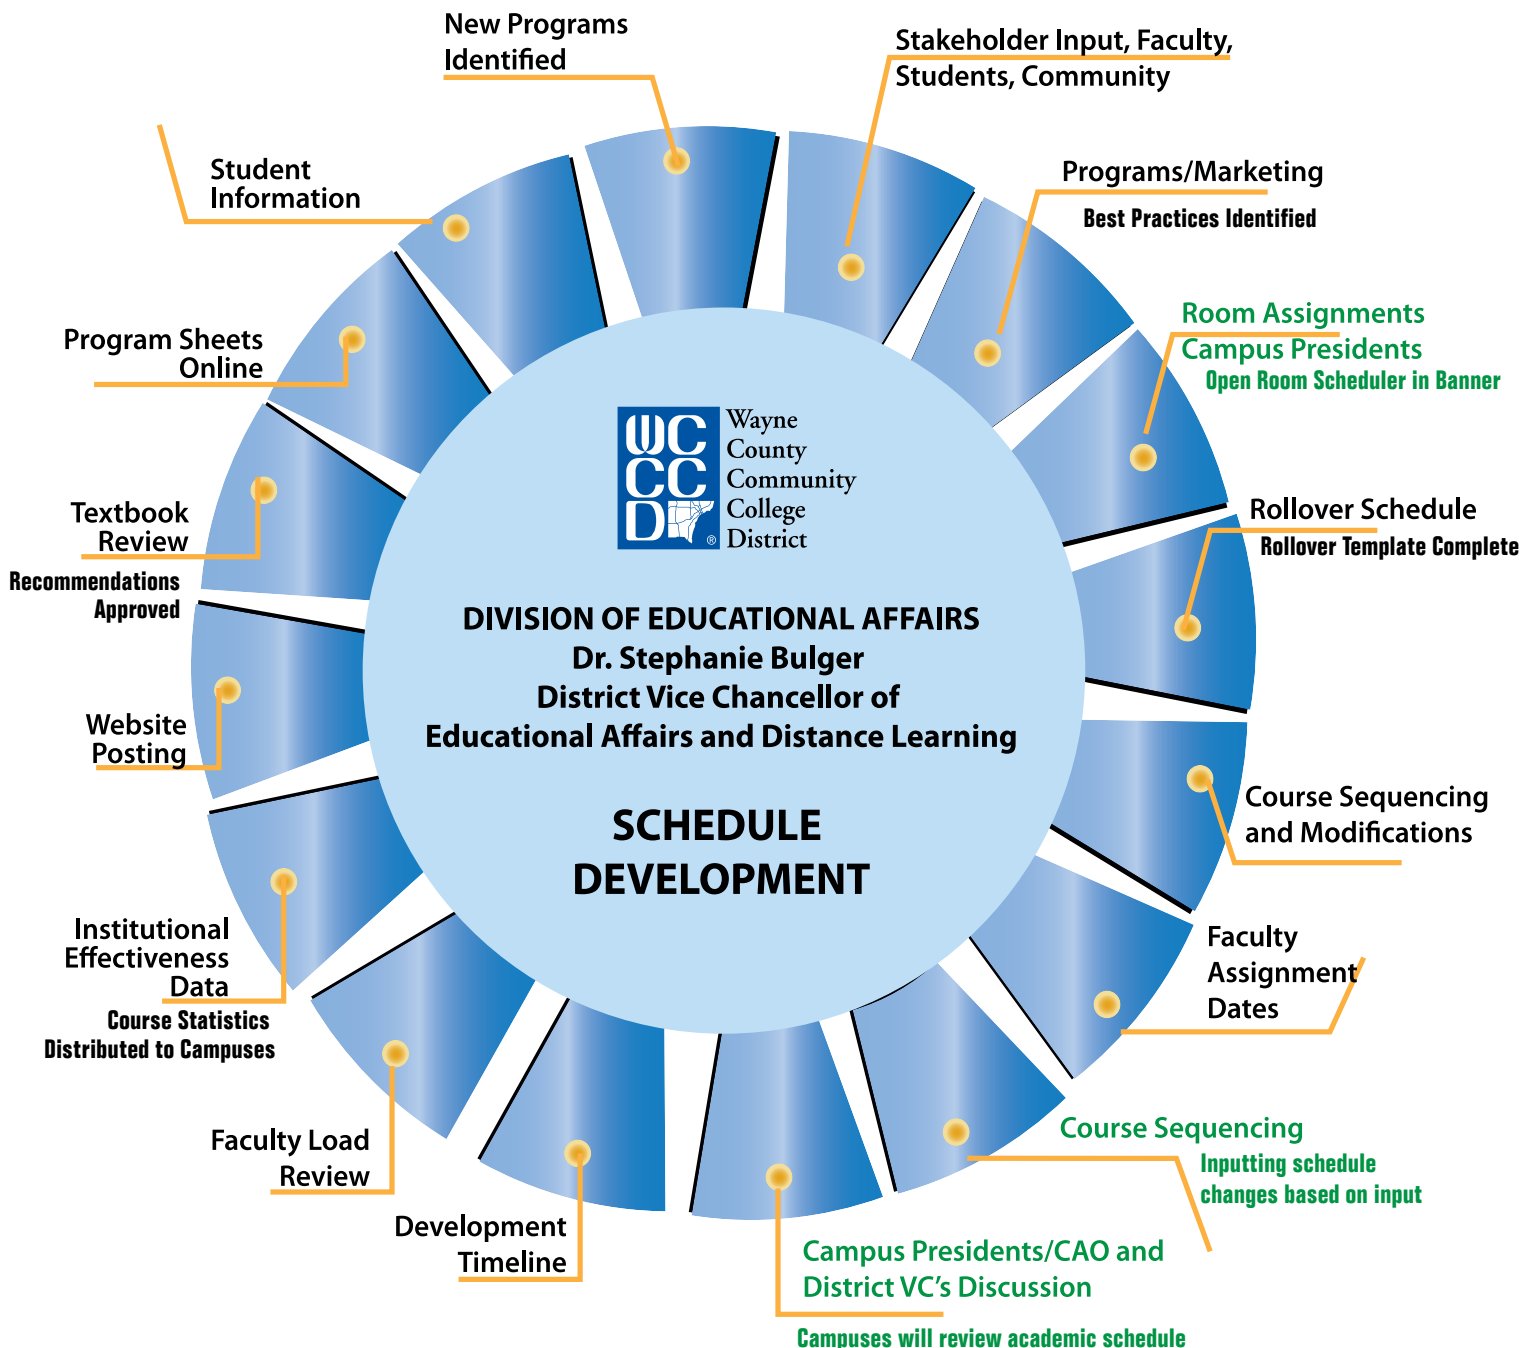 New Programs
Identified
Stakeholder Input, Faculty,
Students, Community
Programs/Marketing
Best Practices Identified
Room Assignments
Campus Presidents
Open Room Scheduler in Banner
Rollover Schedule
Rollover Template Complete
Course Sequencing
and Modifications
Faculty
Assignment
Dates
Course Sequencing
Inputting schedule
changes based on input
Campus Presidents/CAO and
District VC's Discussion
Campuses will review academic schedule
Development
Timeline
Faculty Load
Review
Institutional
Effectiveness
Data
Course Statistics
Distributed to Campuses
Website
Posting
Textbook
Review
Recommendations
Approved
Program Sheets
Online
Student
Information
WC
CC
D
®
Wayne
County
Community
College
District
DIVISION OF EDUCATIONAL AFFAIRS
Dr. Stephanie Bulger
District Vice Chancellor of
Educational Affairs and Distance Learning
SCHEDULE
DEVELOPMENT